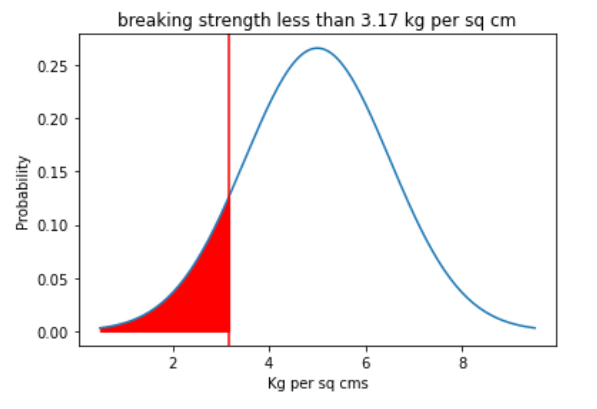 breaking strength less than 3.17 kg per sq cm
Probability
0.25
0.20
0.15
0.10
0.05
0.00
2 4 6 8
Kg per sq cms